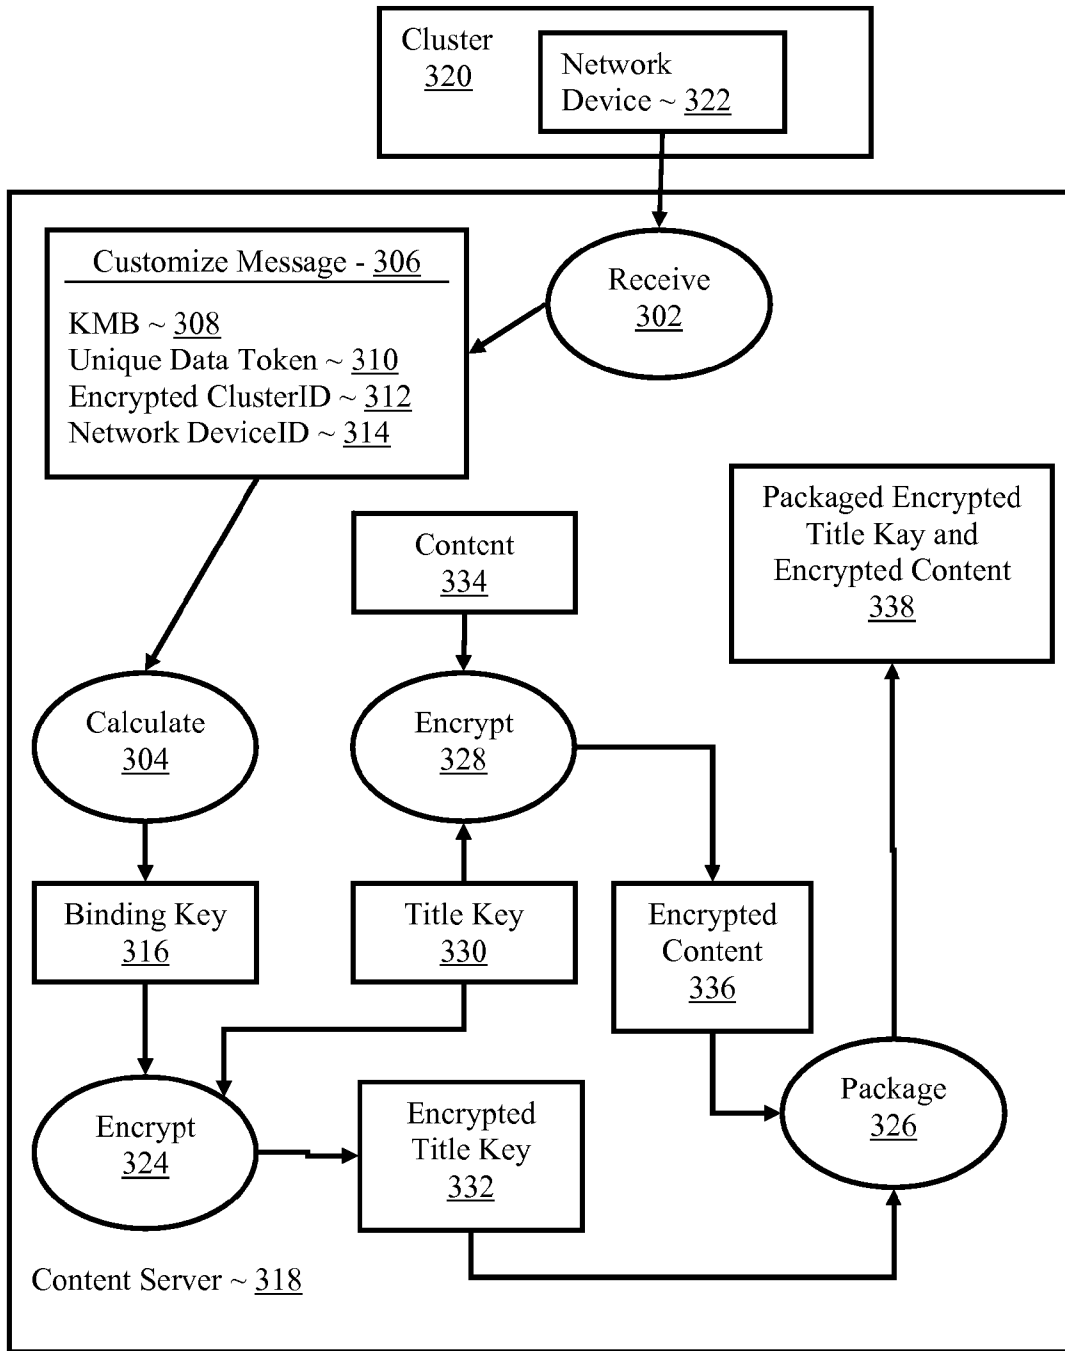 Cluster
320
Network
Device ~ 322
Customize Message - 306
KMB ~ 308
Unique Data Token ~ 310
Encrypted ClusterID ~ 312
Network DeviceID ~ 314
Receive
302
Packaged Encrypted
Title Kay and
Encrypted Content
338
Content
334
Calculate
304
Encrypt
328
Binding Key
316
Title Key
330
Encrypted
Content
336
Encrypt
324
Encrypted
Title Key
332
Package
326
Content Server ~ 318